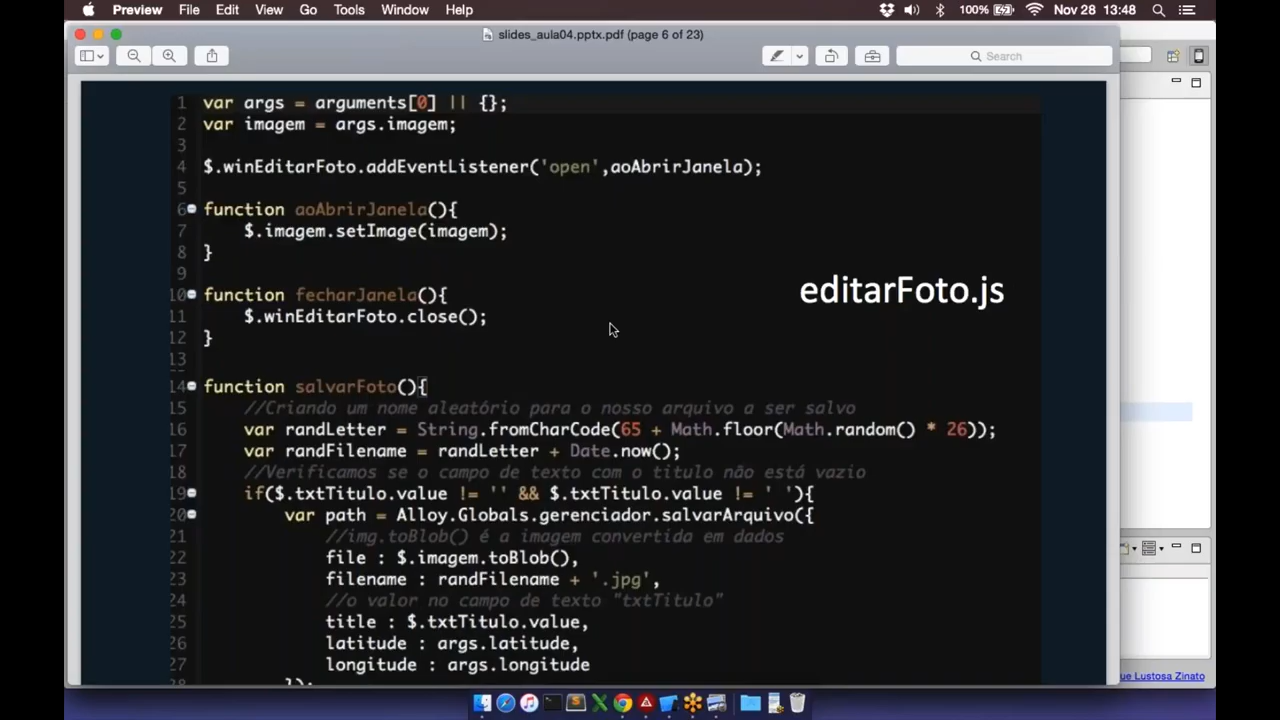 Preview File Edit View Go Tools Window Help 100% Nov 28 13:48
slides_aula04.pptx.pdf (page 6 of 23)
Search
1 var args = arguments[0] || {};
2 var imagem = args.imagem;
3
4 $.winEditarFoto.addEventListener('open',aoAbrirJanela);
5
6 function aoAbrirJanela(){
7 $.imagem.setImage(imagem);
8 }
9
editarFoto.js
10 function fecharJanela(){
11 $.winEditarFoto.close();
12 }
13
14 function salvarFoto(){
15 //Criando um nome aleatório para o nosso arquivo a ser salvo
16 var randLetter = String.fromCharCode(65 + Math.floor(Math.random() * 26));
17 var randFilename = randLetter + Date.now();
18 //Verificamos se o campo de texto com o titulo não está vazio
19 if($.txtTitulo.value != '' && $.txtTitulo.value != ' '){
20 var path = Alloy.Globals.gerenciador.salvarArquivo({
21 //img.toBlob() é a imagem convertida em dados
22 file : $.imagem.toBlob(),
23 filename : randFilename + '.jpg',
24 //o valor no campo de texto "txtTitulo"
25 title : $.txtTitulo.value,
26 latitude : args.latitude,
27 longitude : args.longitude
28 });
ue Lustosa Zinato